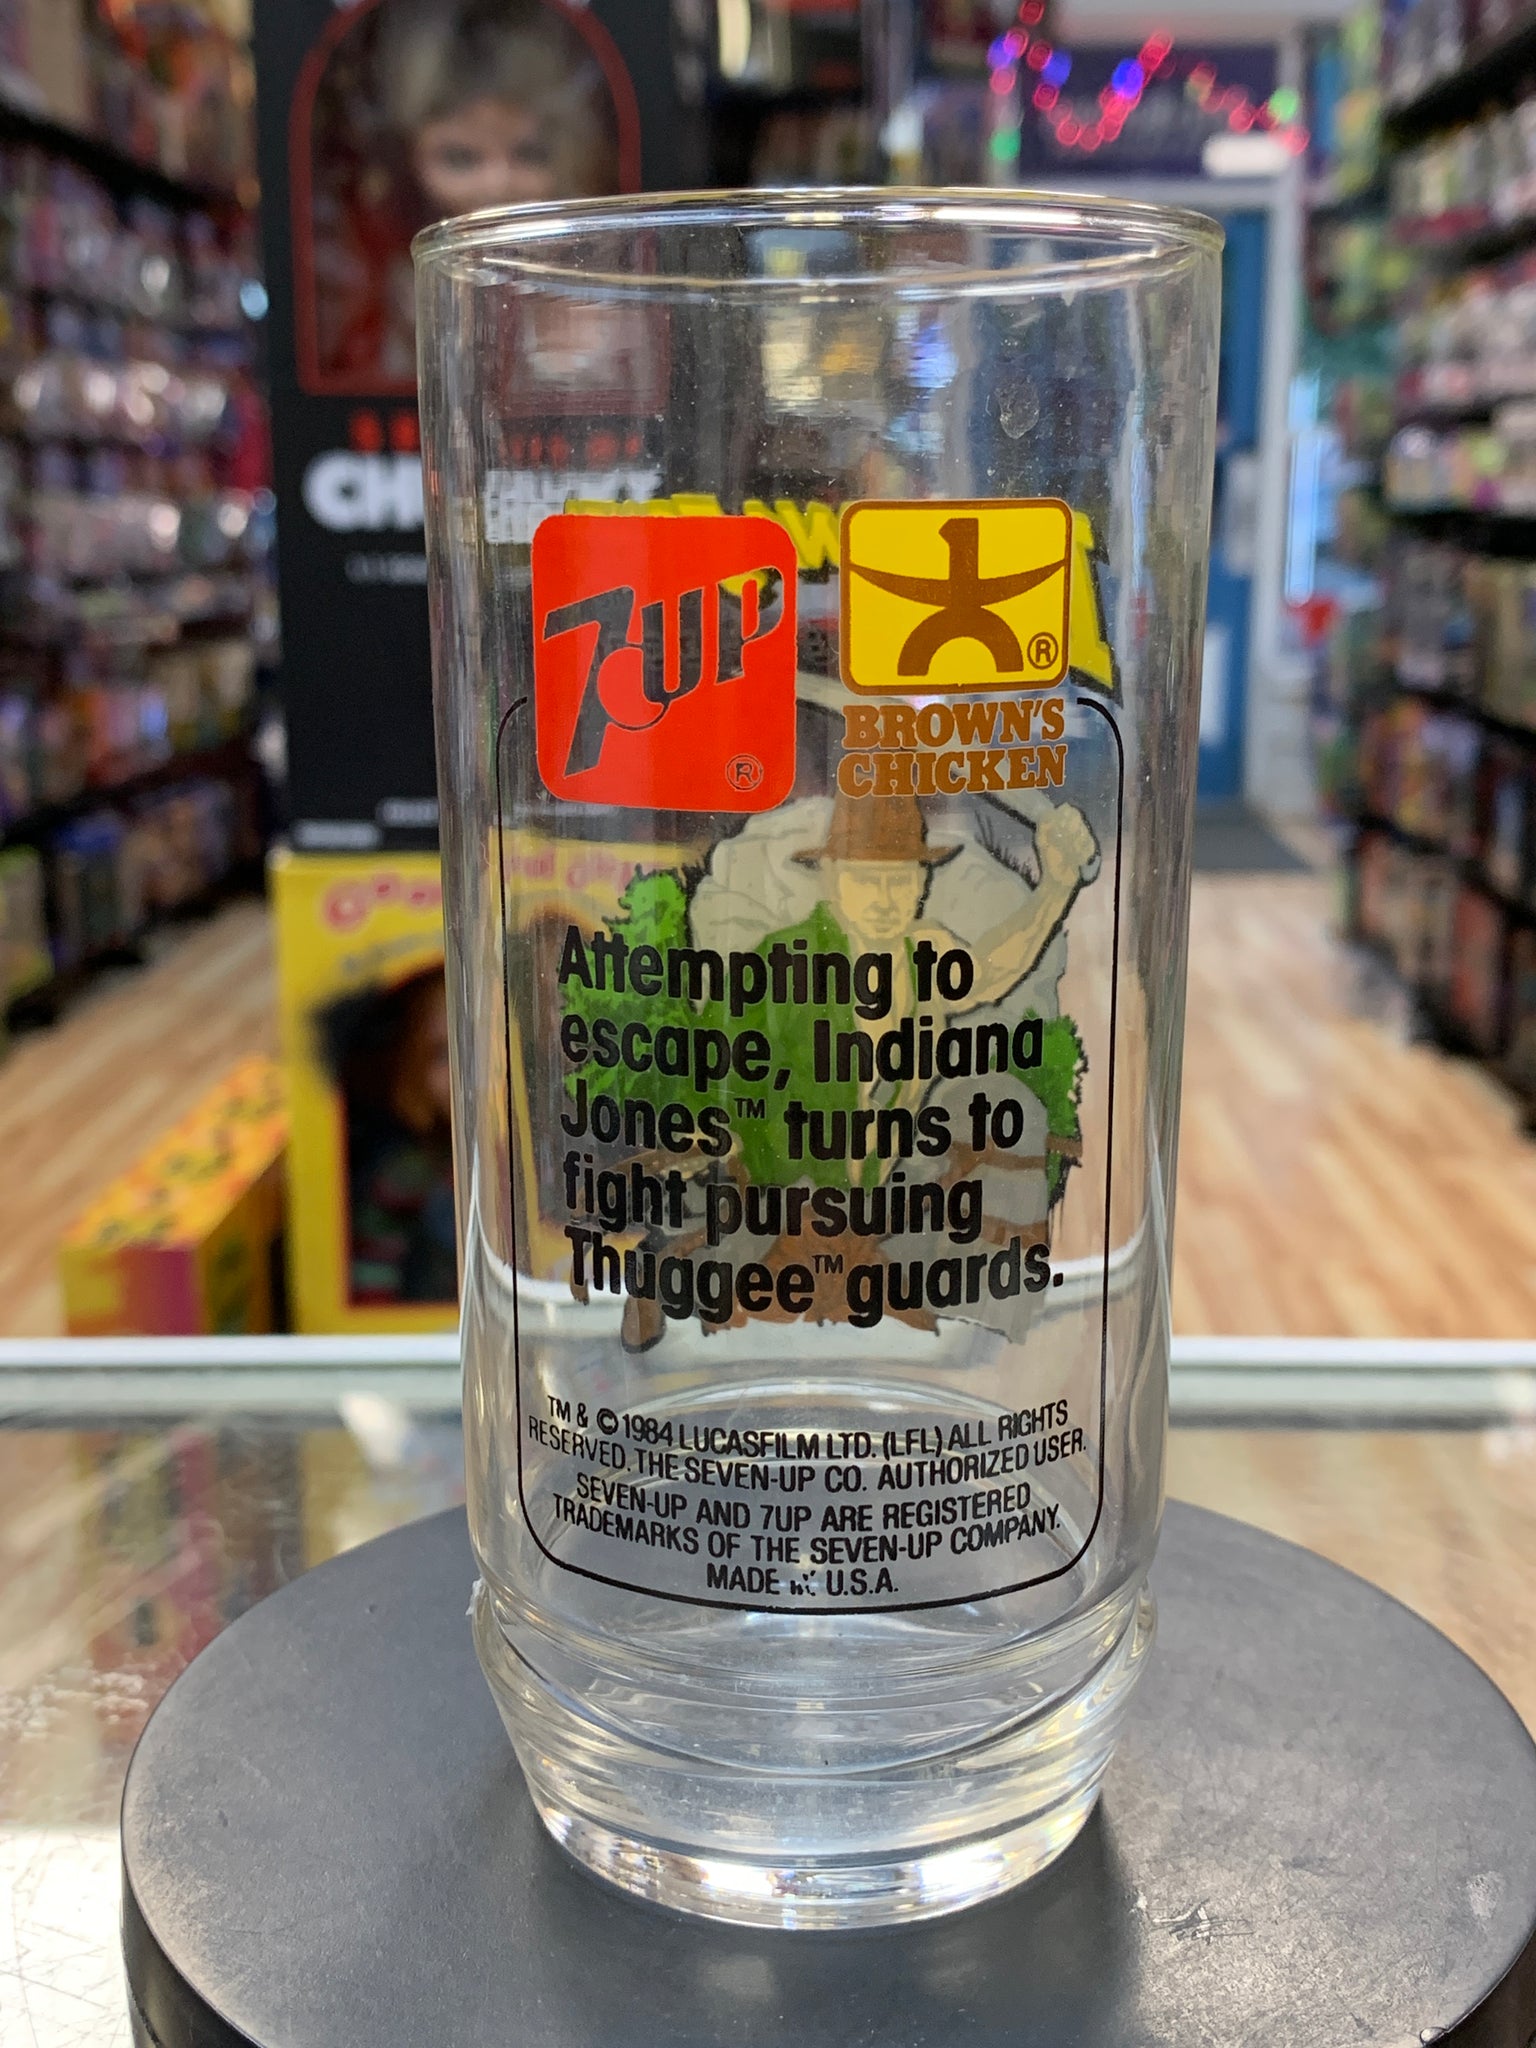 7UP
®
®
BROWN'S
CHICKEN
Attempting to
escape, Indiana
Jones™ turns to
fight pursuing
Thuggee™ guards.
TM & © 1984 LUCASFILM LTD. (LFL) ALL RIGHTS
RESERVED. THE SEVEN-UP CO. AUTHORIZED USER.
SEVEN-UP AND 7UP ARE REGISTERED
TRADEMARKS OF THE SEVEN-UP COMPANY.
MADE U.S.A.